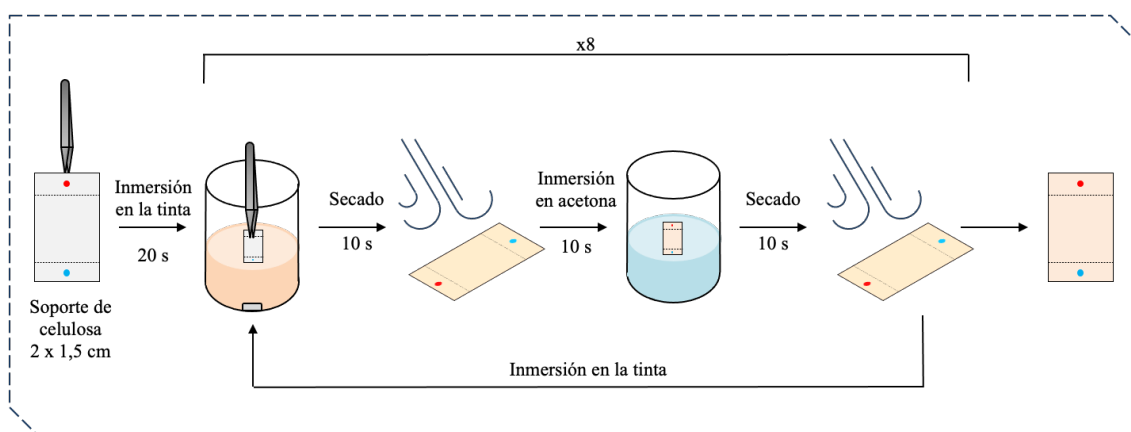 x8
Inmersión
en la tinta
20 s
Secado
10 s
Inmersión
en acetona
10 s
Secado
10 s
Soporte de
celulosa
2 x 1,5 cm
Inmersión en la tinta